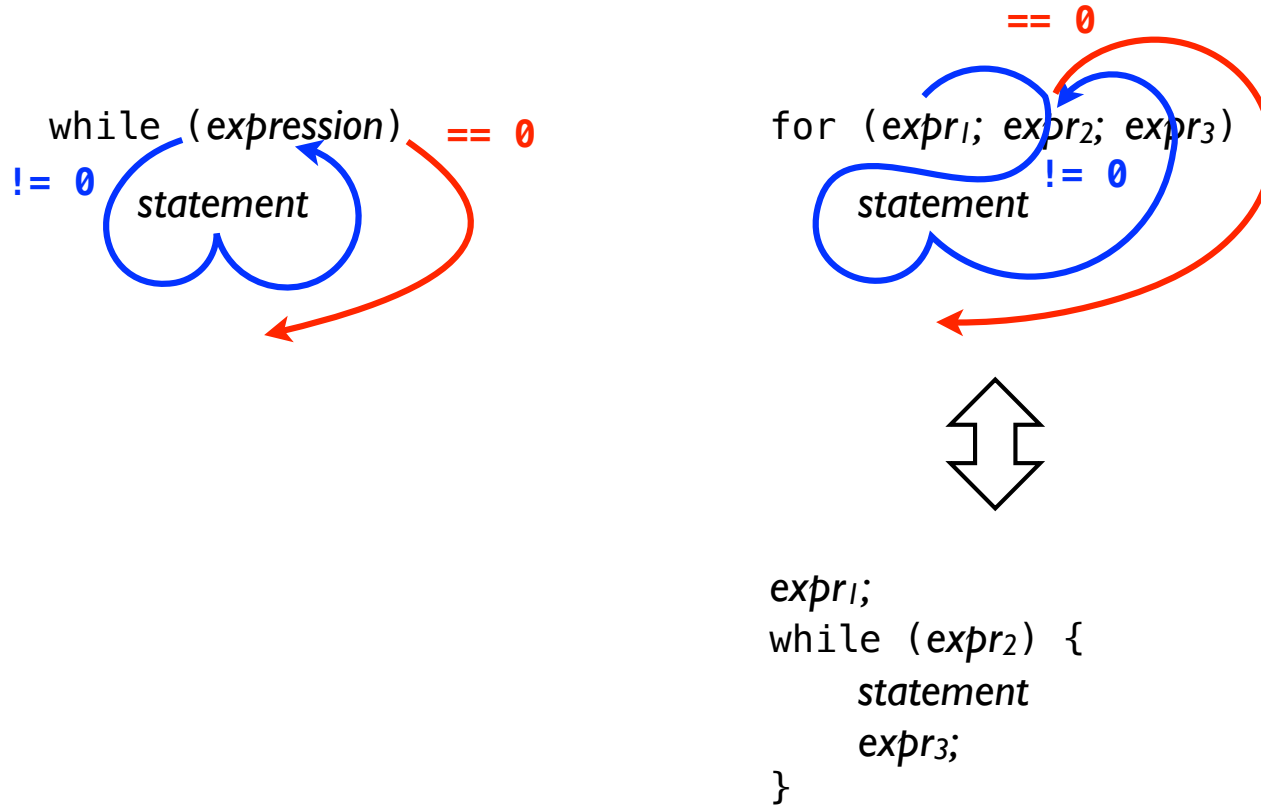 while (expression) == 0
!= 0
statement
== 0
for (expr₁; expr₂; expr₃)
!= 0
statement
expr₁;
while (expr₂) {
statement
expr₃;
}